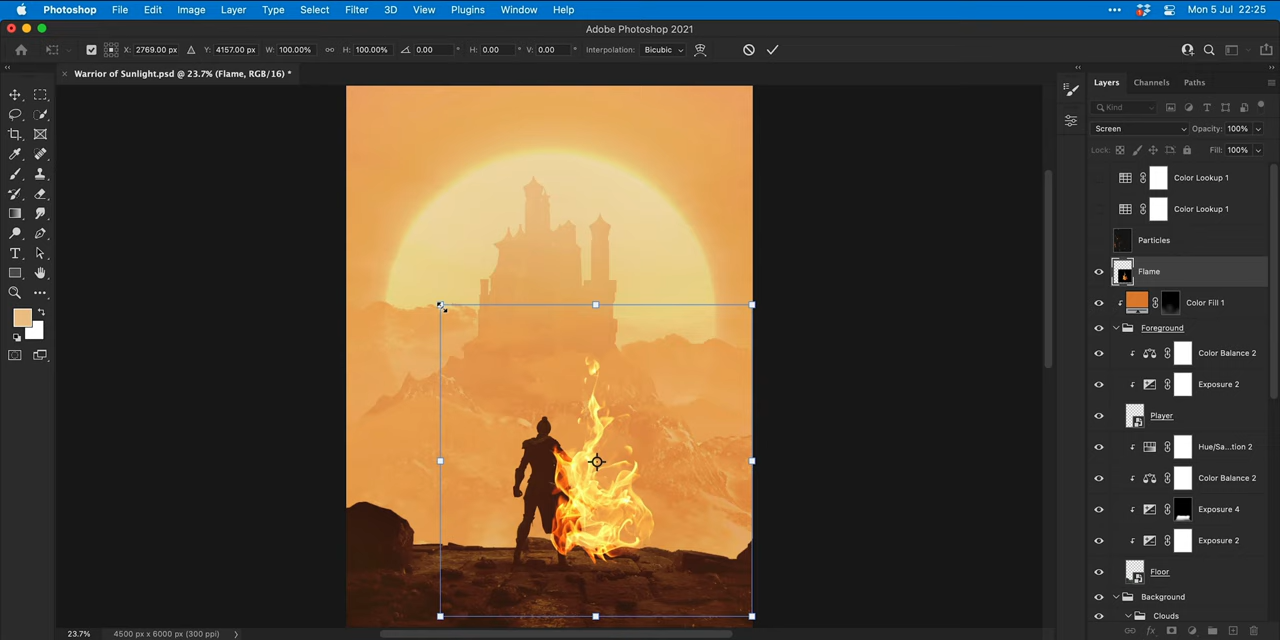 Photoshop File Edit Image Layer Type Select Filter 3D View Plugins Window Help Mon 5 Jul 22:25
Adobe Photoshop 2021
X: 2769.00 px Y: 4157.00 px W: 100.00% H: 100.00% 0.00 ° H: 0.00 ° V: 0.00 ° Interpolation: Bicubic
Warrior of Sunlight.psd @ 23.7% (Flame, RGB/16) *
Layers Channels Paths
Kind
Screen Opacity: 100%
Lock: Fill: 100%
Color Lookup 1
Color Lookup 1
Particles
Flame
Color Fill 1
Foreground
Color Balance 2
Exposure 2
Player
Hue/Sa...tion 2
Color Balance 2
Exposure 4
Exposure 2
Floor
Background
Clouds
23.7% 4500 px x 6000 px (300 ppi)